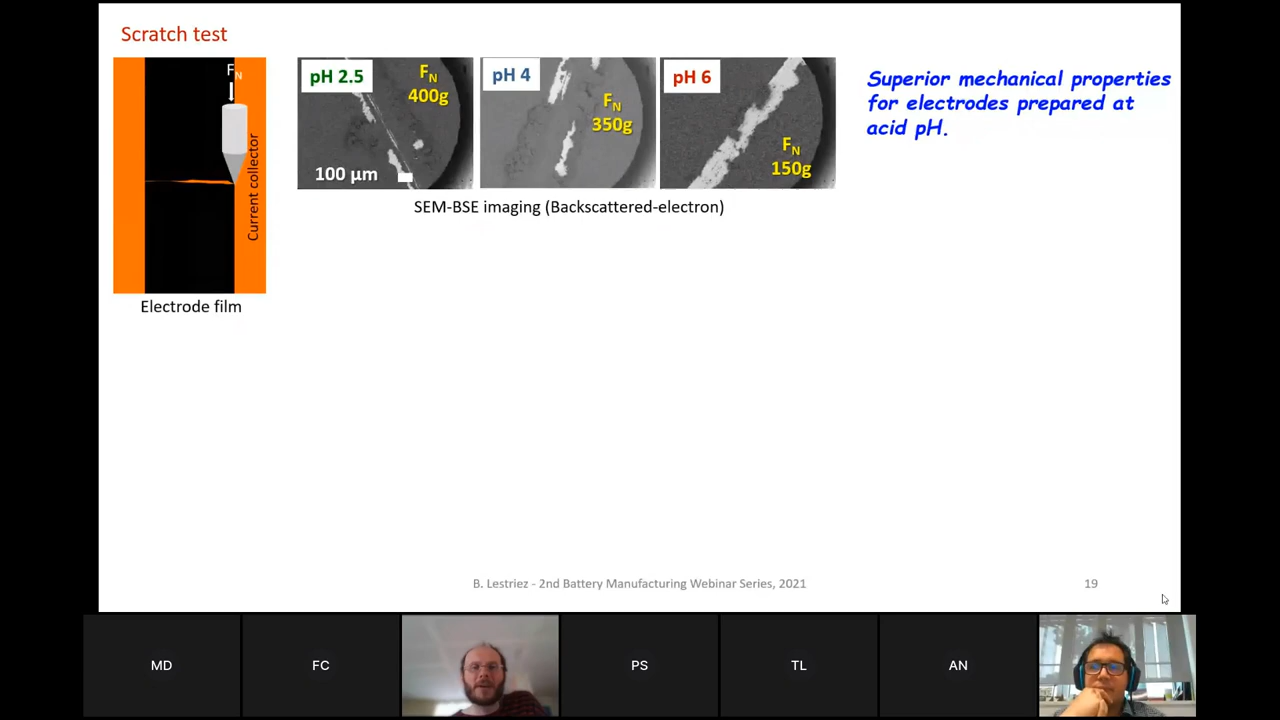 Scratch test
FN
Current collector
Electrode film
pH 2.5
FN
400g
100 µm
pH 4
FN
350g
pH 6
FN
150g
SEM-BSE imaging (Backscattered-electron)
Superior mechanical properties
for electrodes prepared at
acid pH.
B. Lestriez - 2nd Battery Manufacturing Webinar Series, 2021
19
MD
FC
PS
TL
AN